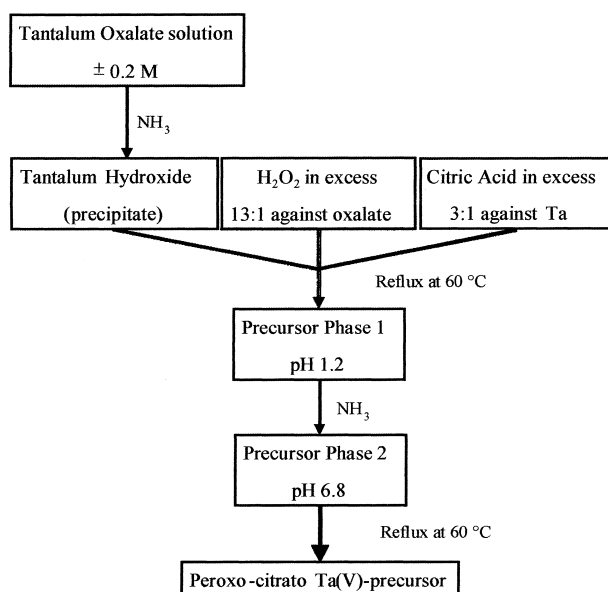 Tantalum Oxalate solution
± 0.2 M
NH₃
Tantalum Hydroxide
(precipitate)
H₂O₂ in excess
13:1 against oxalate
Citric Acid in excess
3:1 against Ta
Reflux at 60 °C
Precursor Phase 1
pH 1.2
NH₃
Precursor Phase 2
pH 6.8
Reflux at 60 °C
Peroxo-citrato Ta(V)-precursor